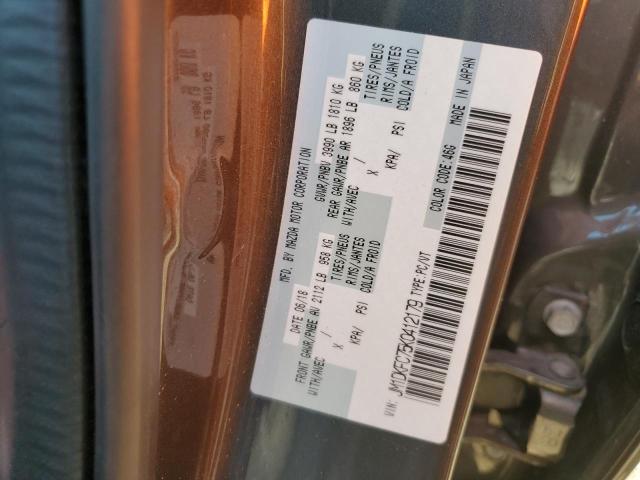 MFD. BY MAZDA MOTOR CORPORATION
DATE 06/18 GVWR/PNBV 3990 LB 1810 KG
FRONT GAWR/PNBE AV 2112 LB 958 KG REAR GAWR/PNBE AR 1896 LB 860 KG
WITH/AVEC TIRES/PNEUS WITH/AVEC TIRES/PNEUS
X / RIMS/JANTES X / RIMS/JANTES
KPA/ PSI COLD/A FROID KPA/ PSI COLD/A FROID
VIN: JM1DKFC75K0412179 TYPE:PC/VT
COLOR CODE:46G MADE IN JAPAN